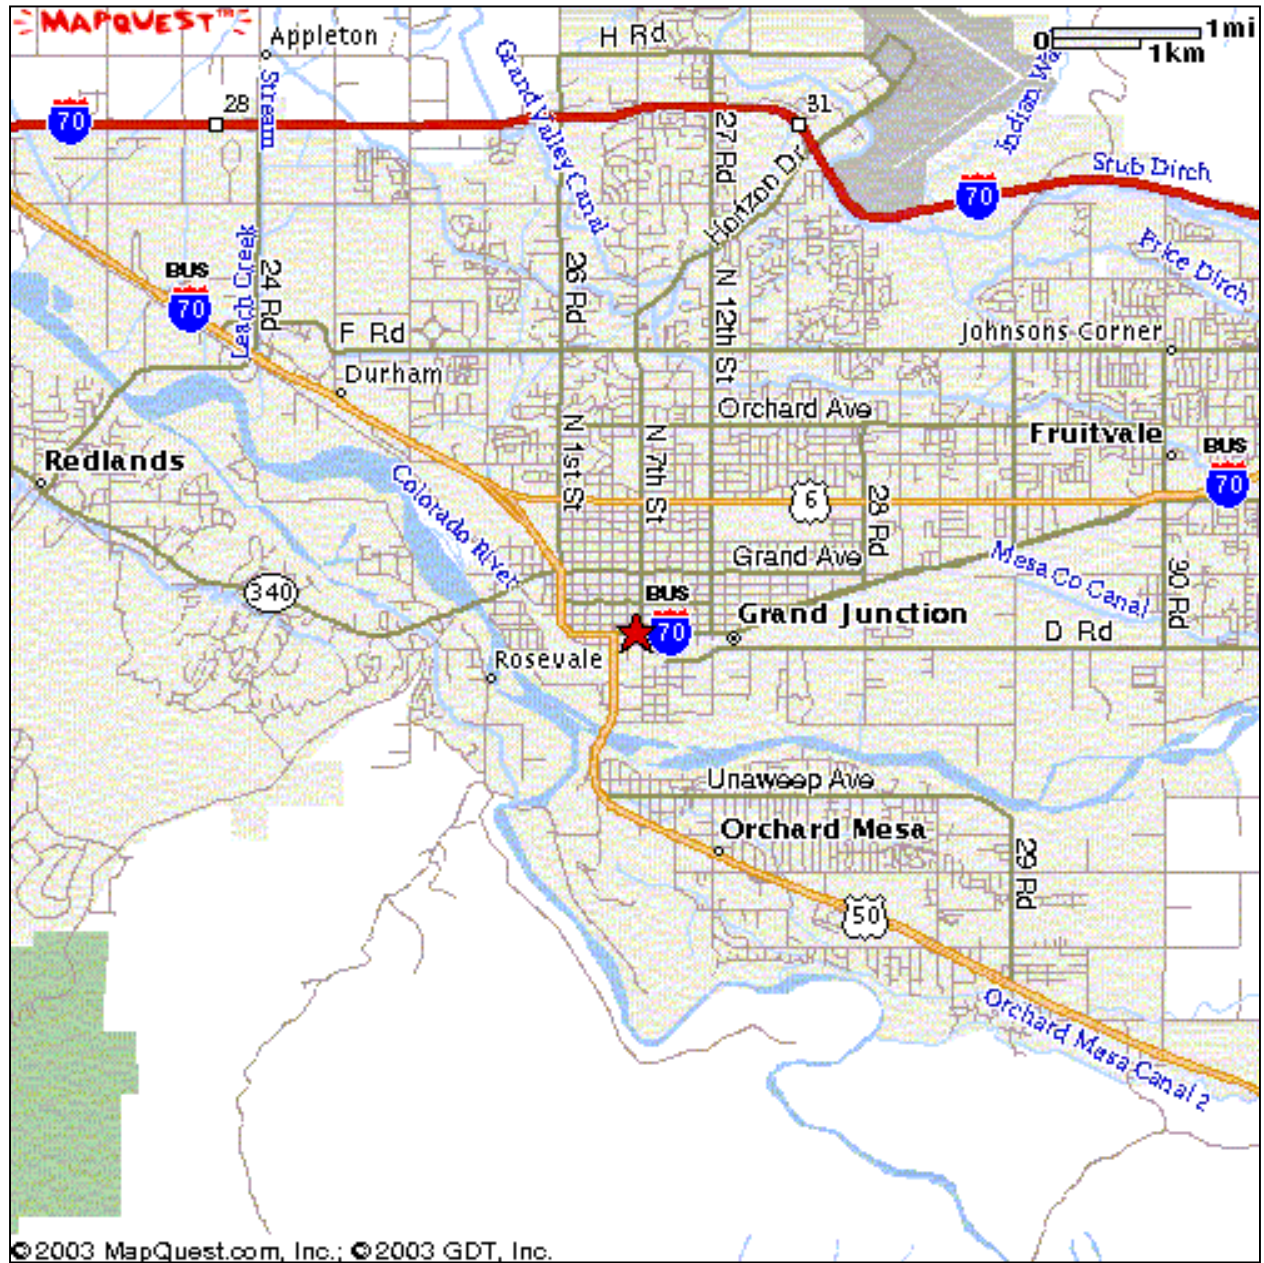 MAPQUEST™
Appleton
H Rd
0 1mi
1km
28
31
70
Stream
Grand Valley Canal
27 Rd
Horizon Dr
Indian Wa
Stub Dirch
70
Price Dirch
BUS
70
Leach Creek
24 Rd
26 Rd
N 12th St
F Rd
Johnsons Corner
Durham
Orchard Ave
N 1st St
N 7th St
Fruitvale
BUS
70
Redlands
Colorado River
6
28 Rd
Grand Ave
Mesa Co Canal
340
BUS
70
Grand Junction
30 Rd
D Rd
Rosevale
Unaweep Ave
Orchard Mesa
29 Rd
50
Orchard Mesa Canal 2
©2003 MapQuest.com, Inc.; ©2003 GDT, Inc.